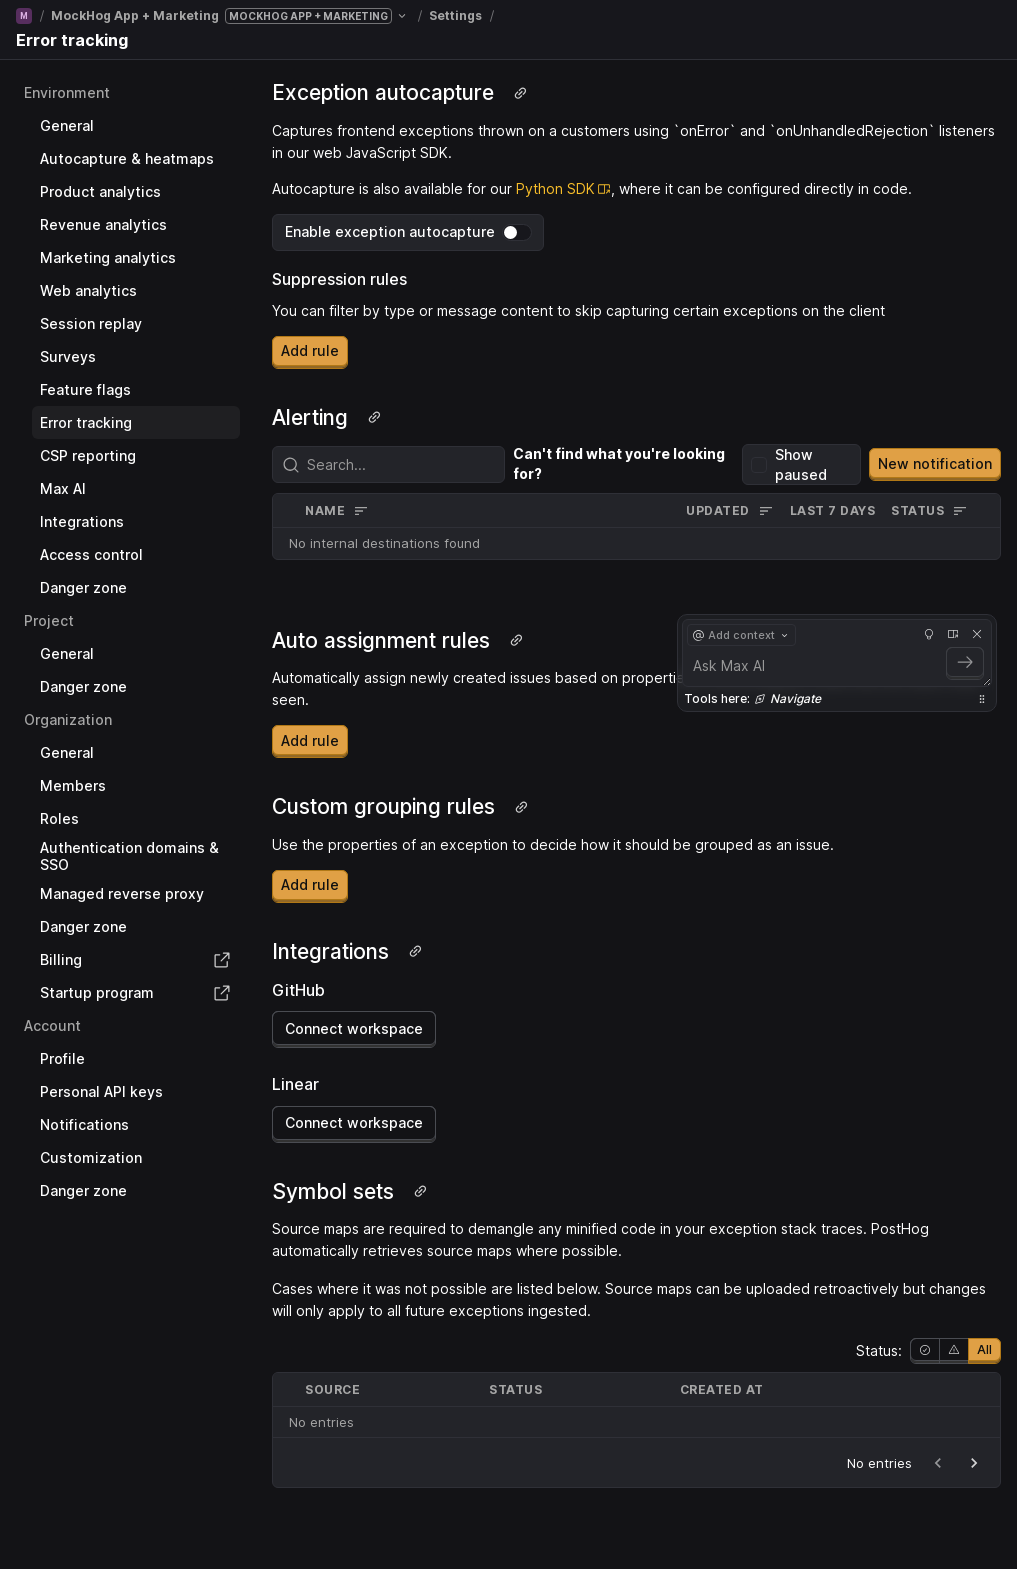 M / MockHog App + Marketing MOCKHOG APP + MARKETING / Settings /
Error tracking
Environment
General
Autocapture & heatmaps
Product analytics
Revenue analytics
Marketing analytics
Web analytics
Session replay
Surveys
Feature flags
Error tracking
CSP reporting
Max AI
Integrations
Access control
Danger zone
Project
General
Danger zone
Organization
General
Members
Roles
Authentication domains &
SSO
Managed reverse proxy
Danger zone
Billing
Startup program
Account
Profile
Personal API keys
Notifications
Customization
Danger zone
Exception autocapture
Captures frontend exceptions thrown on a customers using `onError` and `onUnhandledRejection` listeners
in our web JavaScript SDK.
Autocapture is also available for our Python SDK, where it can be configured directly in code.
Enable exception autocapture
Suppression rules
You can filter by type or message content to skip capturing certain exceptions on the client
Add rule
Alerting
Search...
Can't find what you're looking
for?
Show
paused
New notification
NAME UPDATED LAST 7 DAYS STATUS
No internal destinations found
Auto assignment rules
Automatically assign newly created issues based on propertie
seen.
Add rule
@ Add context
Ask Max AI
Tools here: Navigate
Custom grouping rules
Use the properties of an exception to decide how it should be grouped as an issue.
Add rule
Integrations
GitHub
Connect workspace
Linear
Connect workspace
Symbol sets
Source maps are required to demangle any minified code in your exception stack traces. PostHog
automatically retrieves source maps where possible.
Cases where it was not possible are listed below. Source maps can be uploaded retroactively but changes
will only apply to all future exceptions ingested.
Status: All
SOURCE STATUS CREATED AT
No entries
No entries